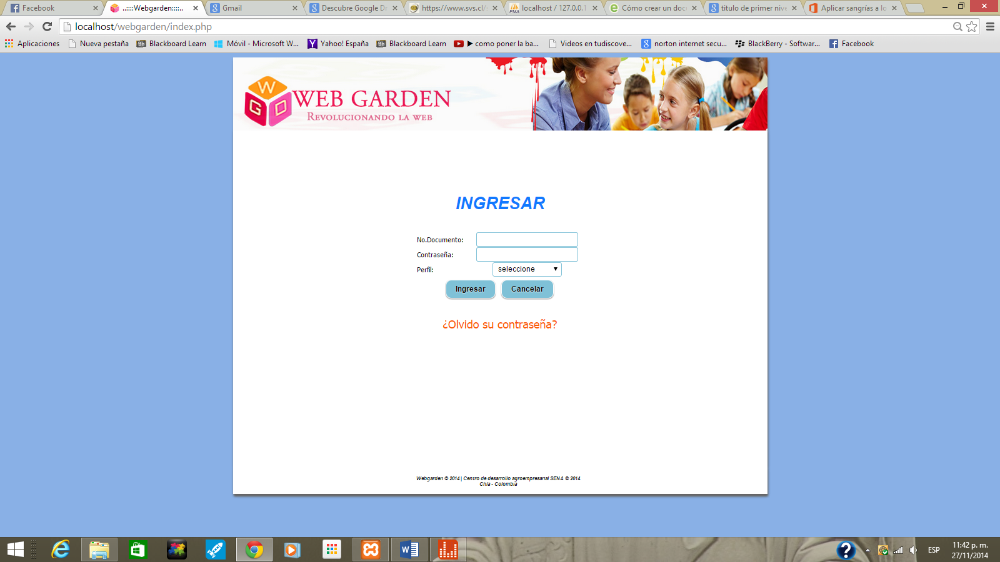 Facebook
..::::Webgarden::::..
Gmail
Descubre Google Dr
https://www.svs.cl/
localhost / 127.0.0.1
Cómo crear un docu
titulo de primer nive
Aplicar sangrías a lo
localhost/webgarden/index.php
Aplicaciones
Nueva pestaña
Blackboard Learn
Móvil - Microsoft W...
Yahoo! España
Blackboard Learn
▶ como poner la ba...
Videos en tudiscove...
norton internet secu...
BlackBerry - Softwar...
Facebook
W G D
WEB GARDEN
REVOLUCIONANDO LA WEB
INGRESAR
No.Documento:
Contraseña:
Perfil:
seleccione
Ingresar
Cancelar
¿Olvido su contraseña?
Webgarden © 2014 | Centro de desarrollo agroempresarial SENA © 2014
Chía - Colombia
ESP
11:42 p. m.
27/11/2014